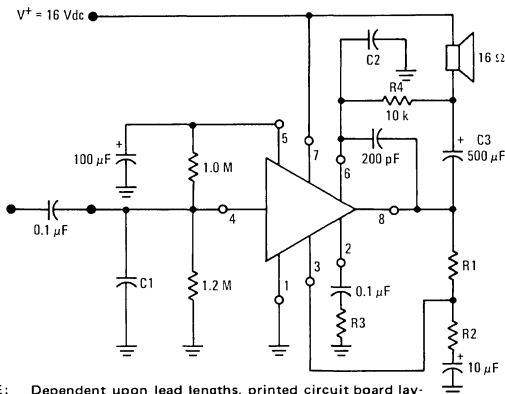 V+ = 16 Vdc
C2
16 Ω
R4
10 k
5
7
+
100 μF
1.0 M
6
200 pF
+
C3
500 μF
4
8
0.1 μF
2
3
1
C1
1.2 M
0.1 μF
R3
R1
R2
+
10 μF
E: Dependent upon lead lengths, printed circuit board lay-